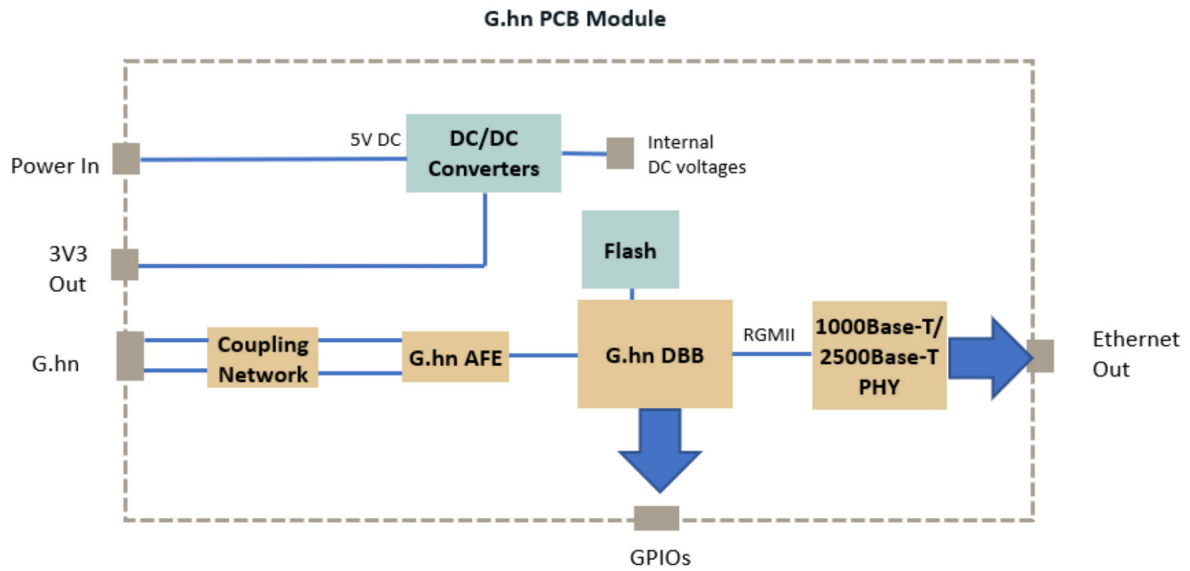 G.hn PCB Module
5V DC
DC/DC
Converters
Internal
DC voltages
Power In
3V3
Out
Flash
G.hn
Coupling
Network
G.hn AFE
G.hn DBB
RGMII
1000Base-T/
2500Base-T
PHY
Ethernet
Out
GPIOs